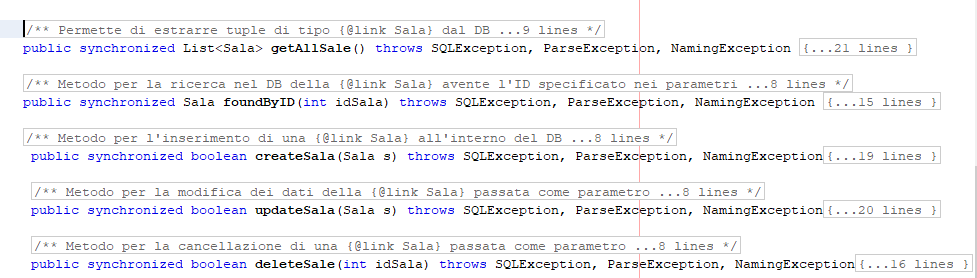 /** Permette di estrarre tuple di tipo {@link Sala} dal DB ...9 lines */
public synchronized List<Sala> getAllSale() throws SQLException, ParseException, NamingException {...21 lines }
/** Metodo per la ricerca nel DB della {@link Sala} avente l'ID specificato nei parametri ...8 lines */
public synchronized Sala foundByID(int idSala) throws SQLException, ParseException, NamingException {...15 lines }
/** Metodo per l'inserimento di una {@link Sala} all'interno del DB ...8 lines */
public synchronized boolean createSala(Sala s) throws SQLException, ParseException, NamingException{...19 lines }
/** Metodo per la modifica dei dati della {@link Sala} passata come parametro ...8 lines */
public synchronized boolean updateSala(Sala s) throws SQLException, ParseException, NamingException{...20 lines }
/** Metodo per la cancellazione di una {@link Sala} passata come parametro ...8 lines */
public synchronized boolean deleteSale(int idSala) throws SQLException, ParseException, NamingException{...16 lines }